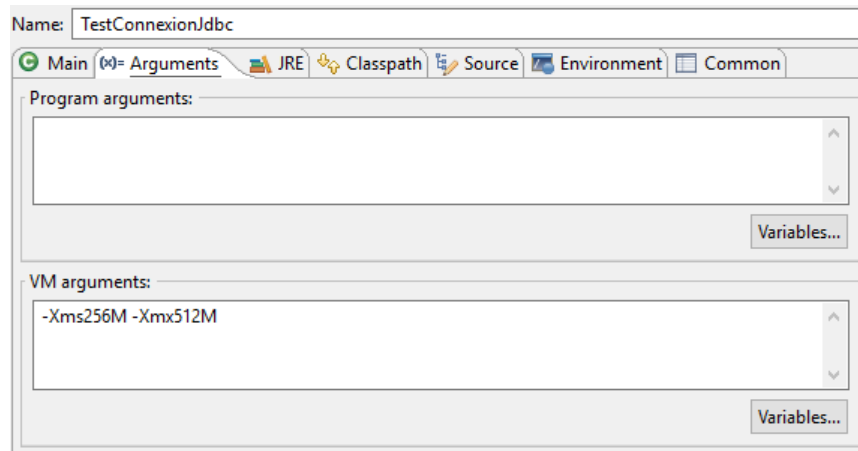 Name: TestConnexionJdbc
Main (x)= Arguments JRE Classpath Source Environment Common
Program arguments:
Variables...
VM arguments:
-Xms256M -Xmx512M
Variables...